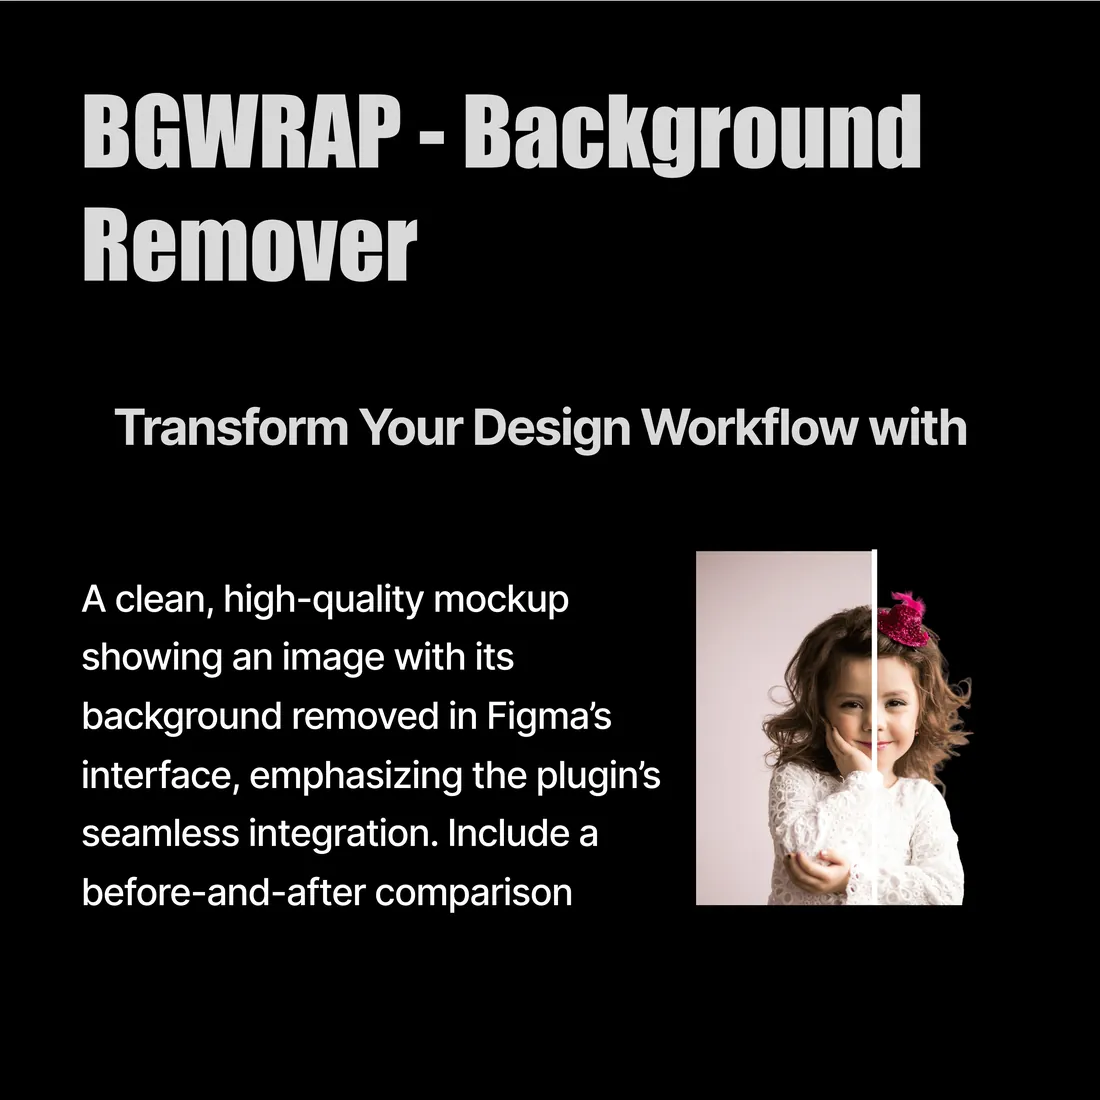 BGWRAP - Background
Remover
Transform Your Design Workflow with
A clean, high-quality mockup
showing an image with its
background removed in Figma’s
interface, emphasizing the plugin’s
seamless integration. Include a
before-and-after comparison